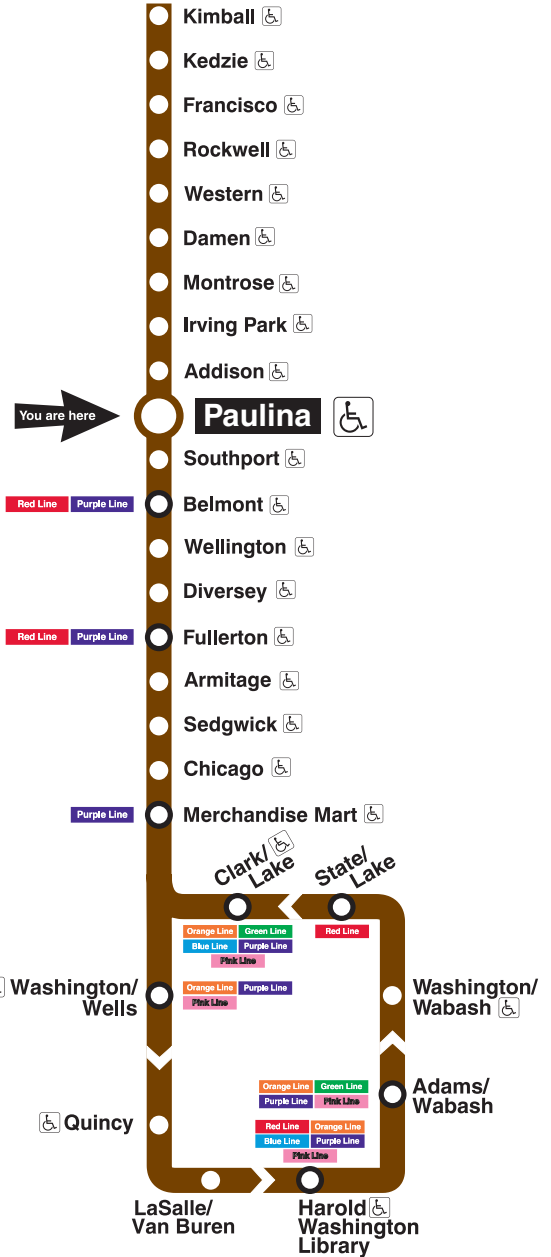 Kimball
Kedzie
Francisco
Rockwell
Western
Damen
Montrose
Irving Park
Addison
You are here
Paulina
Southport
Red Line Purple Line
Belmont
Wellington
Diversey
Red Line Purple Line
Fullerton
Armitage
Sedgwick
Chicago
Purple Line
Merchandise Mart
Clark/
Lake
State/
Lake
Orange Line Green Line
Blue Line Purple Line
Pink Line
Red Line
Washington/
Wells
Orange Line Purple Line
Pink Line
Washington/
Wabash
Orange Line Green Line
Purple Line Pink Line
Adams/
Wabash
Quincy
Red Line Orange Line
Blue Line Purple Line
Pink Line
LaSalle/
Van Buren
Harold
Washington
Library